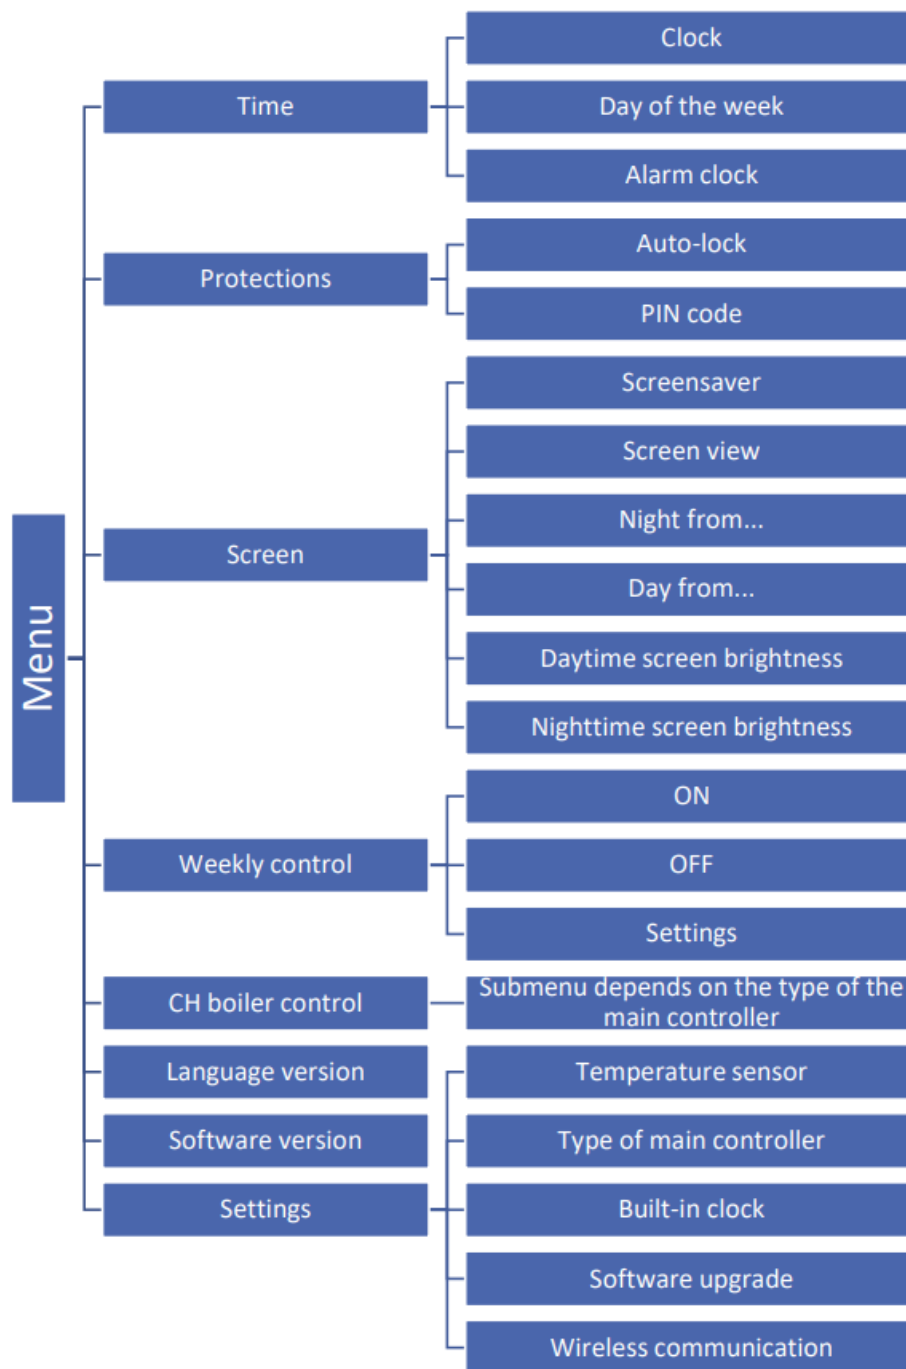 Menu
Time
Clock
Day of the week
Alarm clock
Protections
Auto-lock
PIN code
Screen
Screensaver
Screen view
Night from...
Day from...
Daytime screen brightness
Nighttime screen brightness
Weekly control
ON
OFF
Settings
CH boiler control
Submenu depends on the type of the
main controller
Language version
Software version
Settings
Temperature sensor
Type of main controller
Built-in clock
Software upgrade
Wireless communication